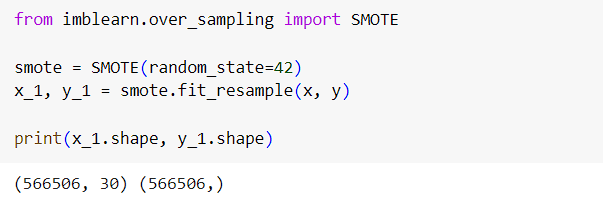 from imblearn.over_sampling import SMOTE
smote = SMOTE(random_state=42)
x_1, y_1 = smote.fit_resample(x, y)
print(x_1.shape, y_1.shape)
(566506, 30) (566506,)